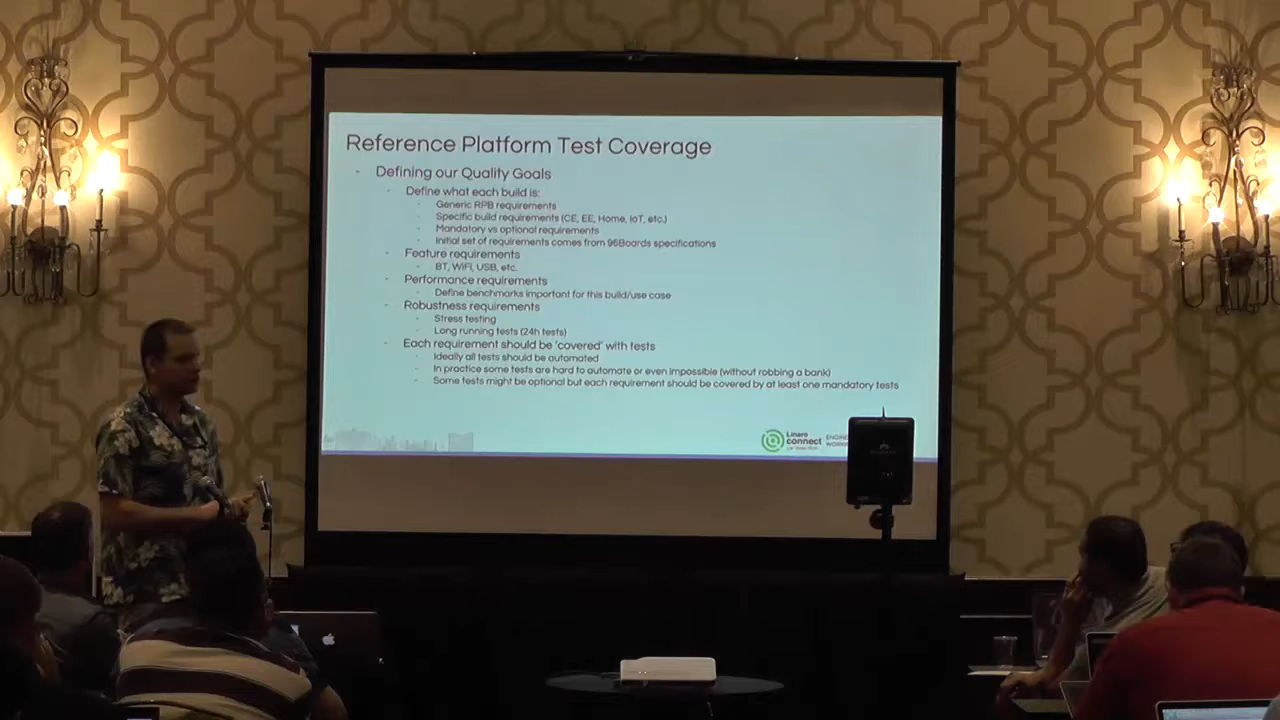 Reference Platform Test Coverage
- Defining our Quality Goals
- Define what each build is:
- Generic RPB requirements
- Specific build requirements (CE, EE, Home, IoT, etc.)
- Mandatory vs optional requirements
- Initial set of requirements comes from 96Boards specifications
- Feature requirements
- BT, WiFi, USB, etc.
- Performance requirements
- Define benchmarks important for this build/use case
- Robustness requirements
- Stress testing
- Long running tests (24h tests)
- Each requirement should be 'covered' with tests
- Ideally all tests should be automated
- In practice some tests are hard to automate or even impossible (without robbing a bank)
- Some tests might be optional but each requirement should be covered by at least one mandatory tests
Linaro
connect